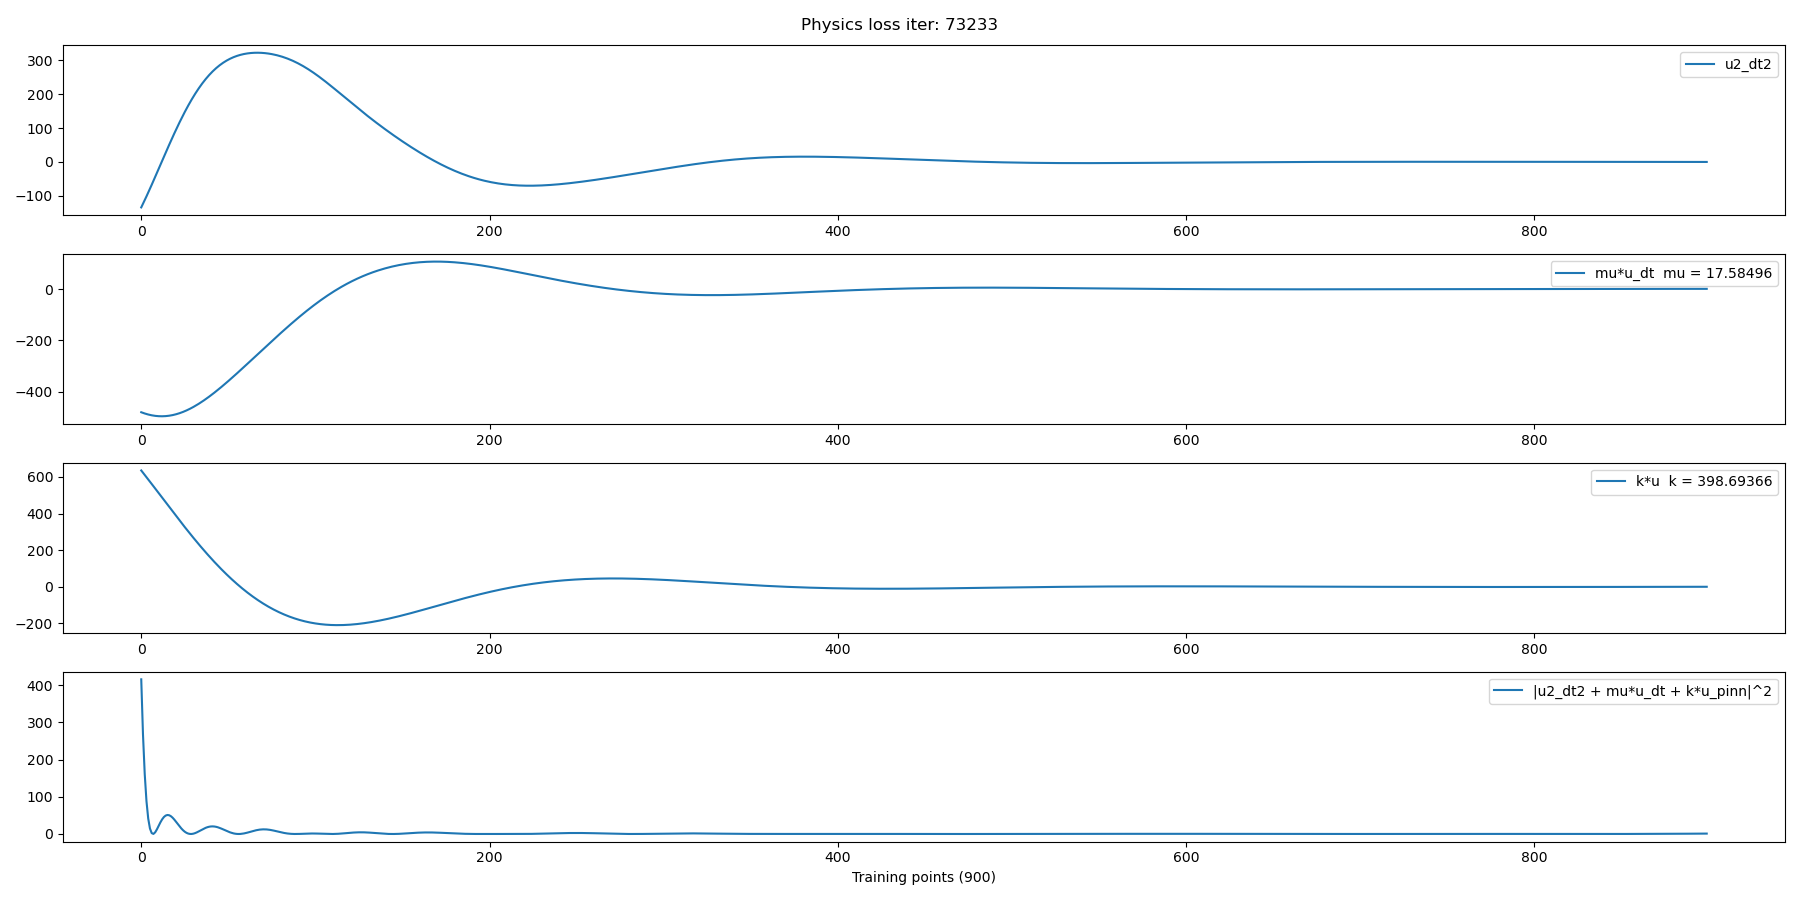 Physics loss iter: 73233
300
200
100
0
−100
u2_dt2
0 200 400 600 800
0
−200
−400
mu*u_dt  mu = 17.58496
0 200 400 600 800
600
400
200
0
−200
k*u  k = 398.69366
0 200 400 600 800
400
300
200
100
0
|u2_dt2 + mu*u_dt + k*u_pinn|^2
0 200 400 600 800
Training points (900)